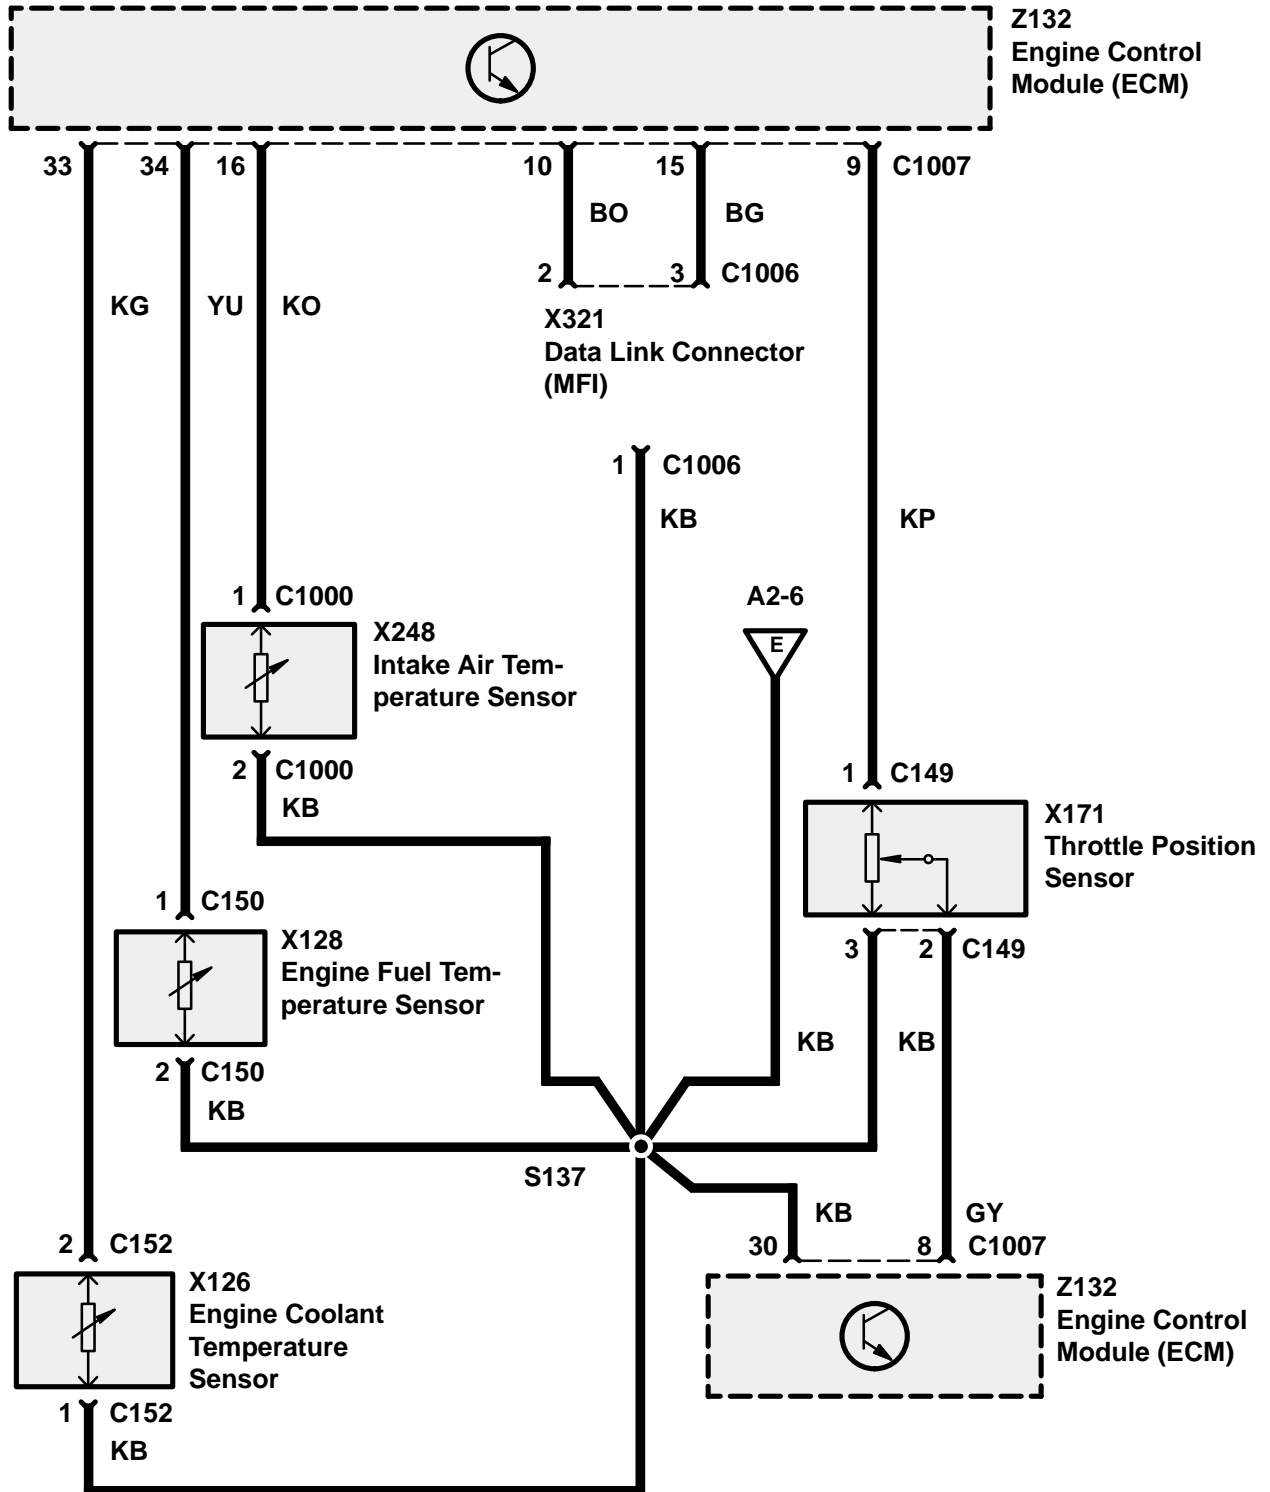 Z132
Engine Control
Module (ECM)
33
34
16
10
15
9
C1007
BO
BG
2
3
C1006
KG
YU
KO
X321
Data Link Connector
(MFI)
1
C1006
KB
KP
1
C1000
A2-6
E
X248
Intake Air Tem-
perature Sensor
2
C1000
KB
1
C149
X171
Throttle Position
Sensor
1
C150
X128
Engine Fuel Tem-
perature Sensor
3
2
C149
KB
KB
2
C150
KB
S137
KB
GY
30
8
C1007
2
C152
X126
Engine Coolant
Temperature
Sensor
Z132
Engine Control
Module (ECM)
1
C152
KB